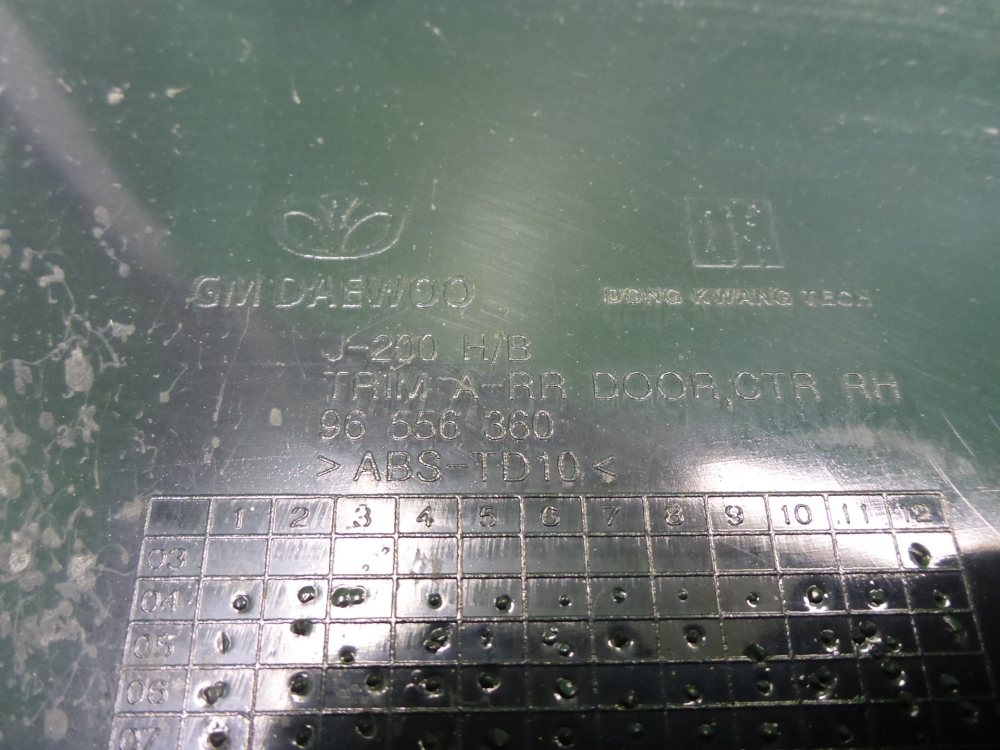 GM DAEWOO
DONG KWANG TECH
J-200 H/B
TRIM A-RR DOOR,CTR RH
96 556 360
>ABS-TD10<
1 2 3 4 5 6 7 8 9 10 11 12
03
04
05
06
07